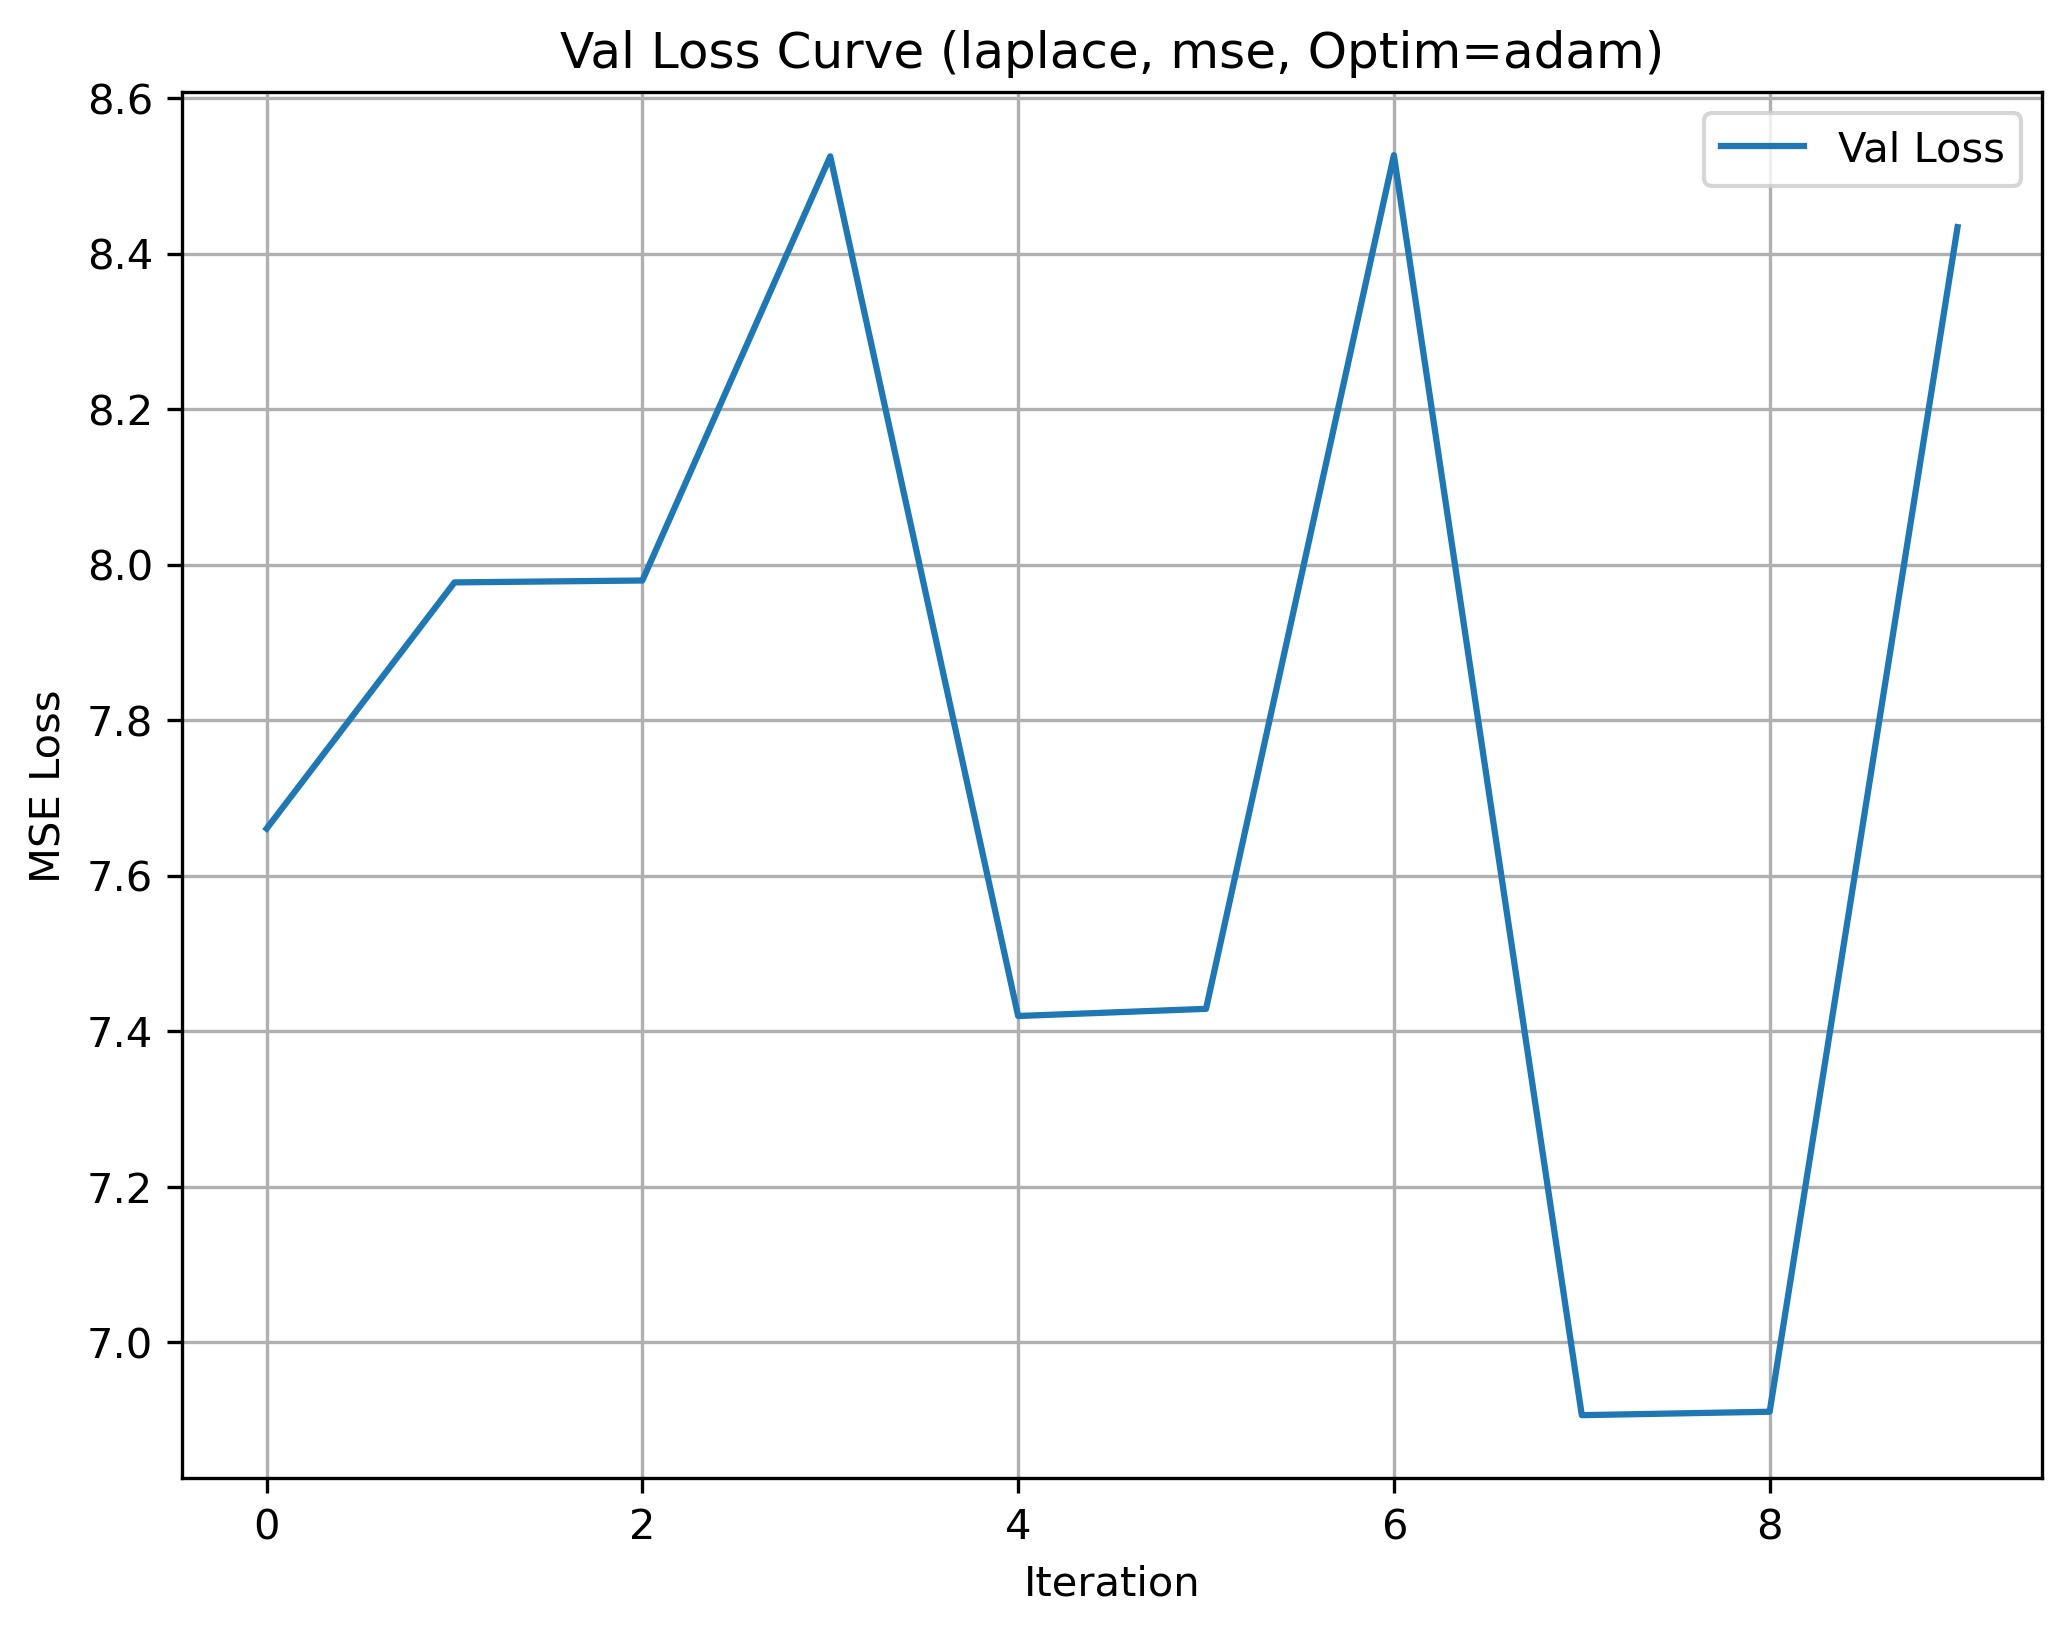 Val Loss Curve (laplace, mse, Optim=adam)
8.6
8.4
8.2
8.0
7.8
7.6
7.4
7.2
7.0
MSE Loss
Val Loss
0 2 4 6 8
Iteration